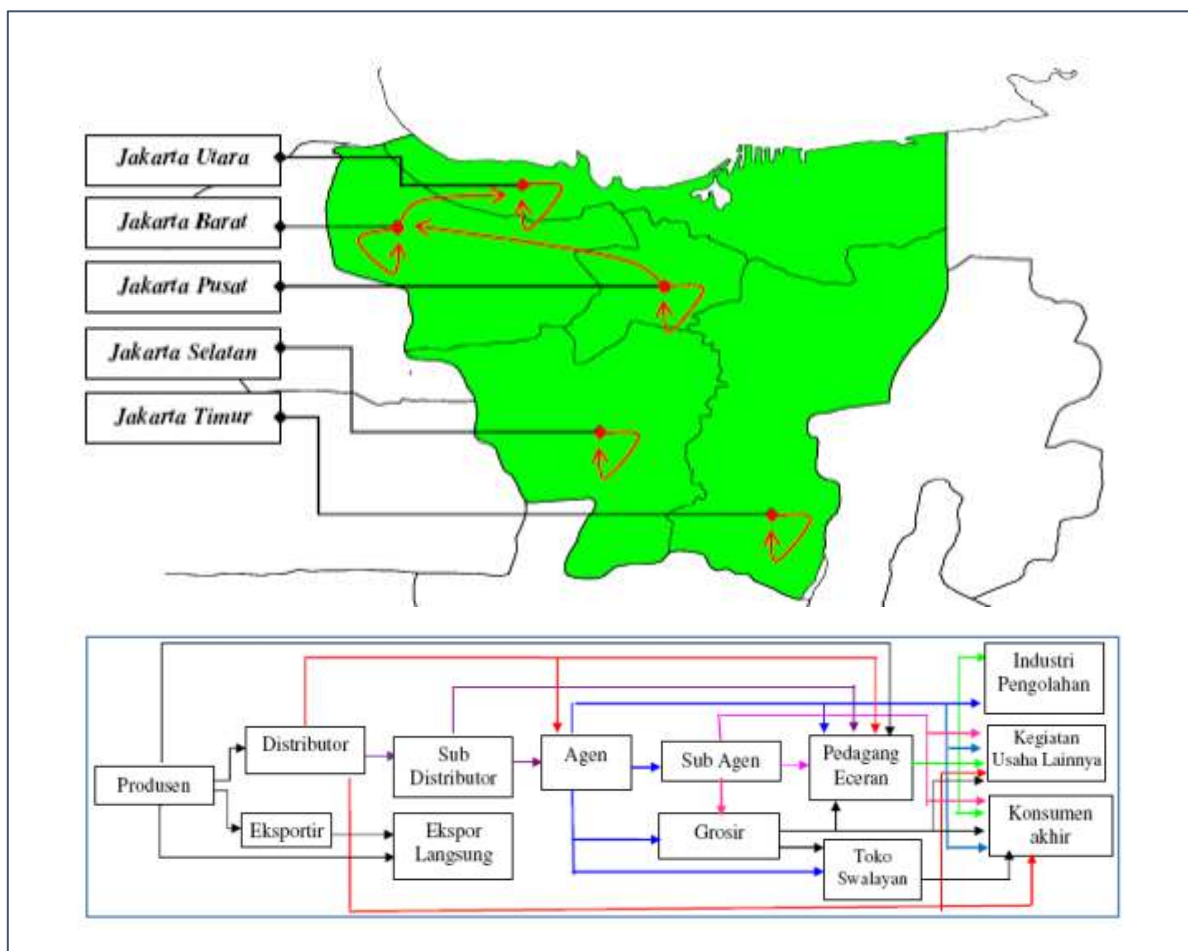 Jakarta Utara
Jakarta Barat
Jakarta Pusat
Jakarta Selatan
Jakarta Timur
Produsen
Distributor
Eksportir
Sub
Distributor
Ekspor
Langsung
Agen
Sub Agen
Grosir
Pedagang
Eceran
Toko
Swalayan
Industri
Pengolahan
Kegiatan
Usaha Lainnya
Konsumen
akhir